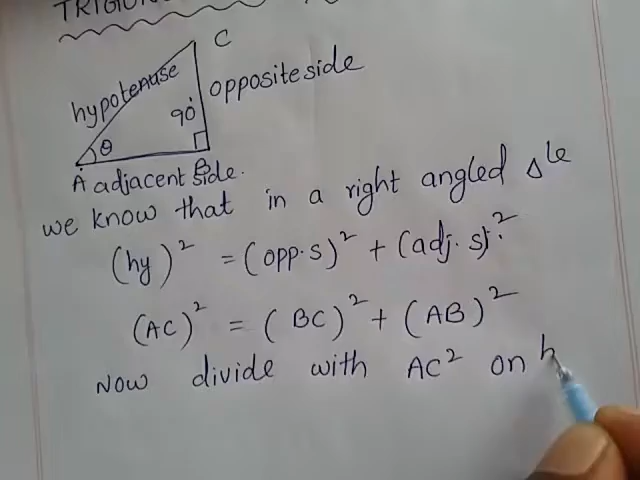 C
hypotenuse
opposite side
90°
θ
A adjacent side. B
we know that in a right angled Δle
(hy)² = (opp.s)² + (adj.s)².
(AC)² = (BC)² + (AB)²
Now divide with AC² on